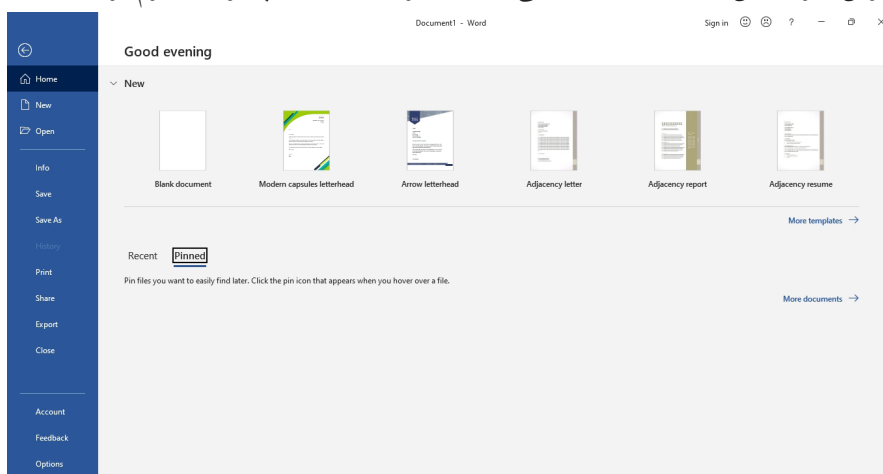 Document1 - Word
Sign in
?
Good evening
Home
New
Open
Info
Save
Save As
History
Print
Share
Export
Close
Account
Feedback
Options
New
Blank document
Modern capsules letterhead
Arrow letterhead
Adjacency letter
Adjacency report
Adjacency resume
More templates →
Recent Pinned
Pin files you want to easily find later. Click the pin icon that appears when you hover over a file.
More documents →